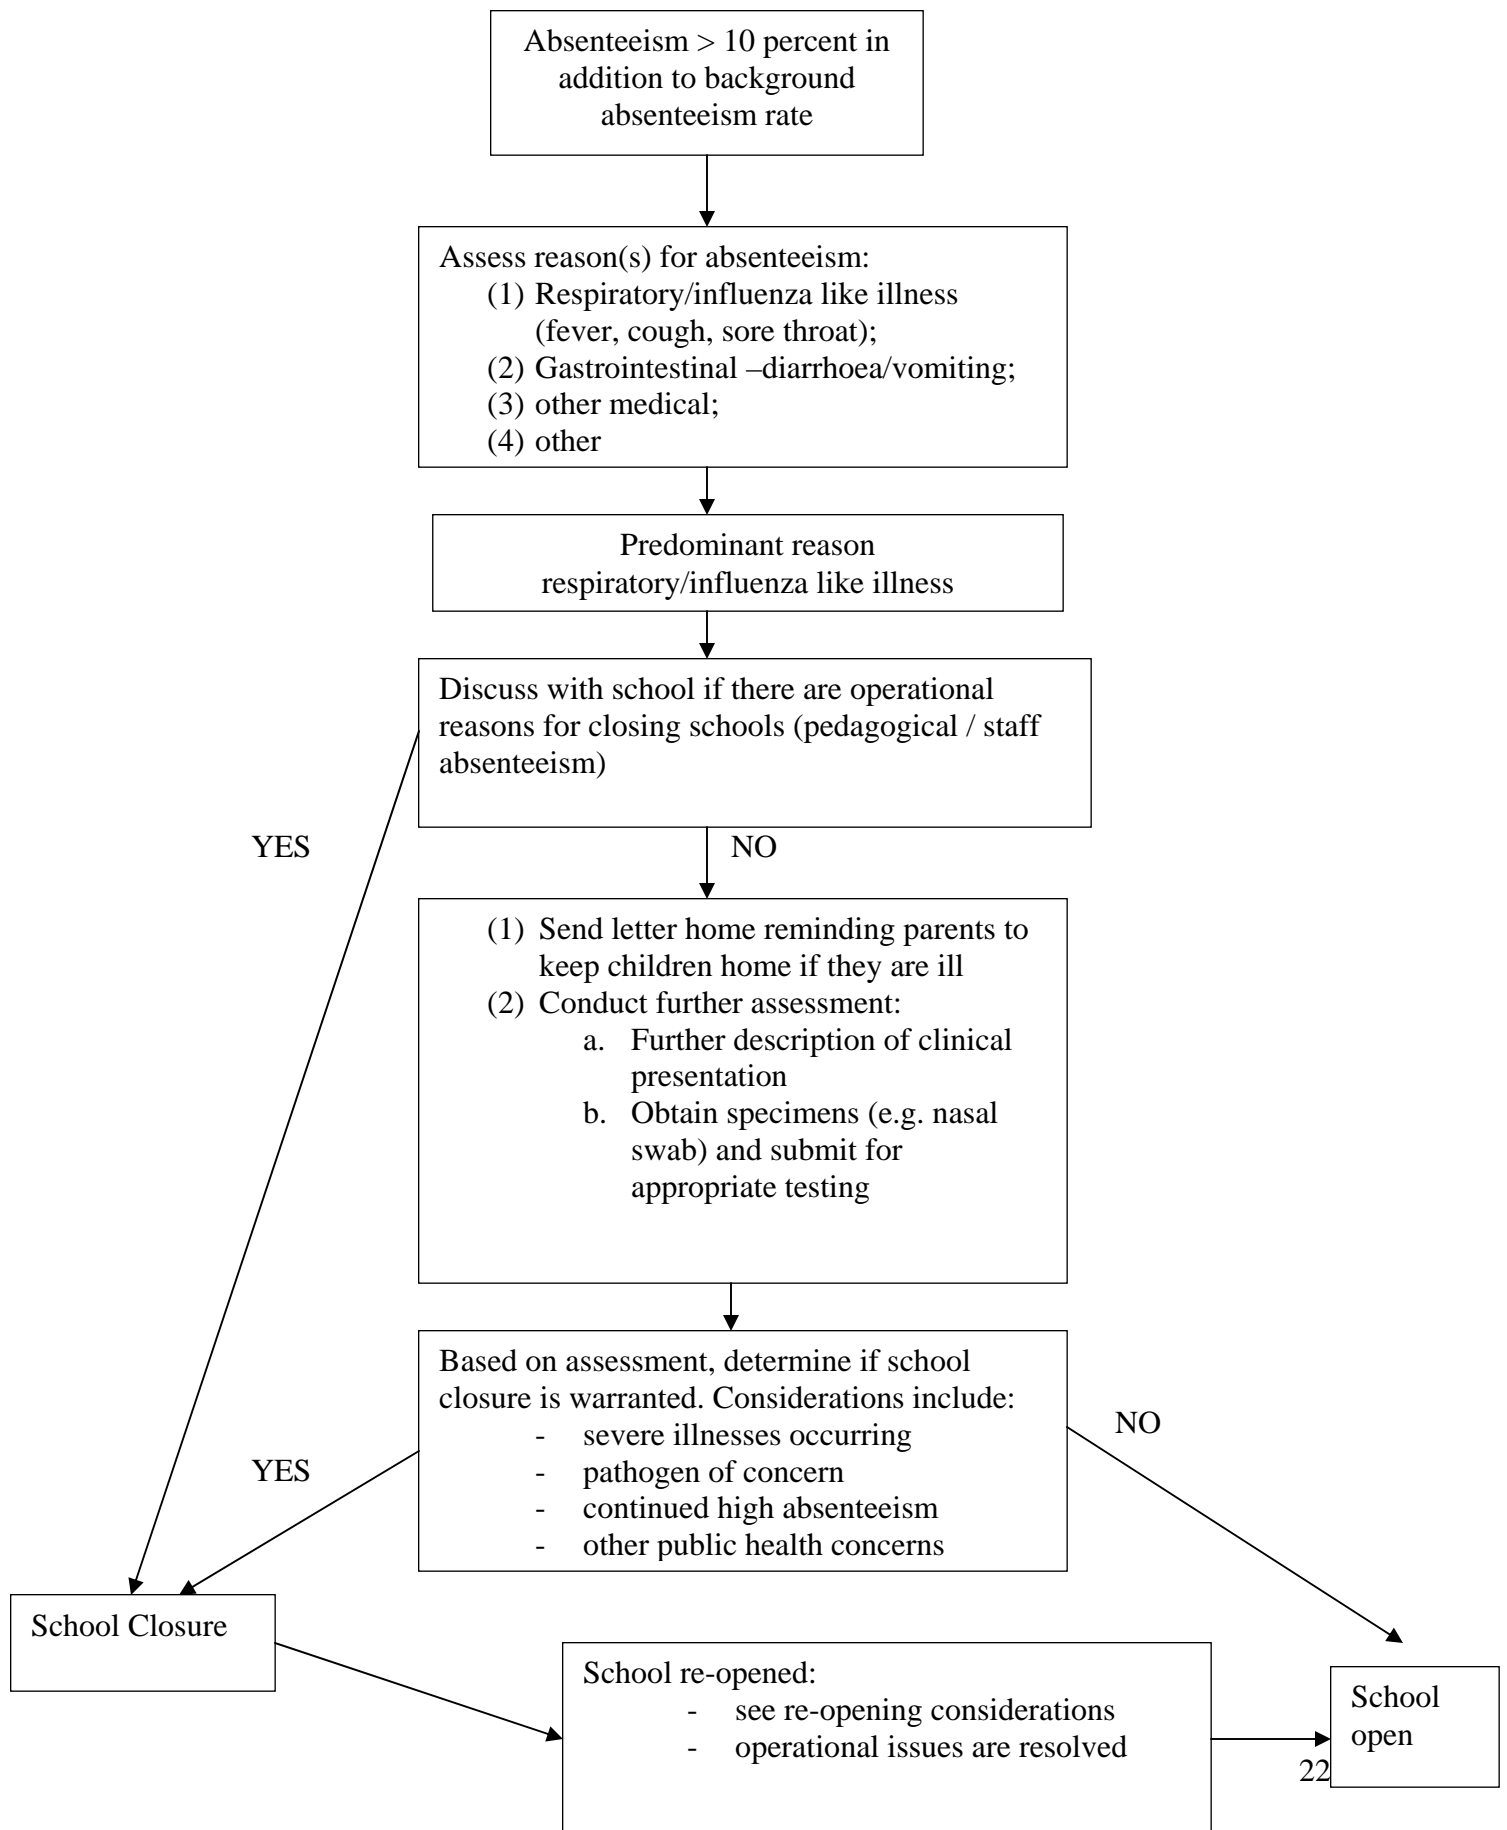 Absenteeism > 10 percent in
addition to background
absenteeism rate
Assess reason(s) for absenteeism:
(1) Respiratory/influenza like illness
(fever, cough, sore throat);
(2) Gastrointestinal –diarrhoea/vomiting;
(3) other medical;
(4) other
Predominant reason
respiratory/influenza like illness
Discuss with school if there are operational
reasons for closing schools (pedagogical / staff
absenteeism)
YES
NO
(1) Send letter home reminding parents to
keep children home if they are ill
(2) Conduct further assessment:
a. Further description of clinical
presentation
b. Obtain specimens (e.g. nasal
swab) and submit for
appropriate testing
Based on assessment, determine if school
closure is warranted. Considerations include:
- severe illnesses occurring
- pathogen of concern
- continued high absenteeism
- other public health concerns
YES
NO
School Closure
School re-opened:
- see re-opening considerations
- operational issues are resolved
School
open
22